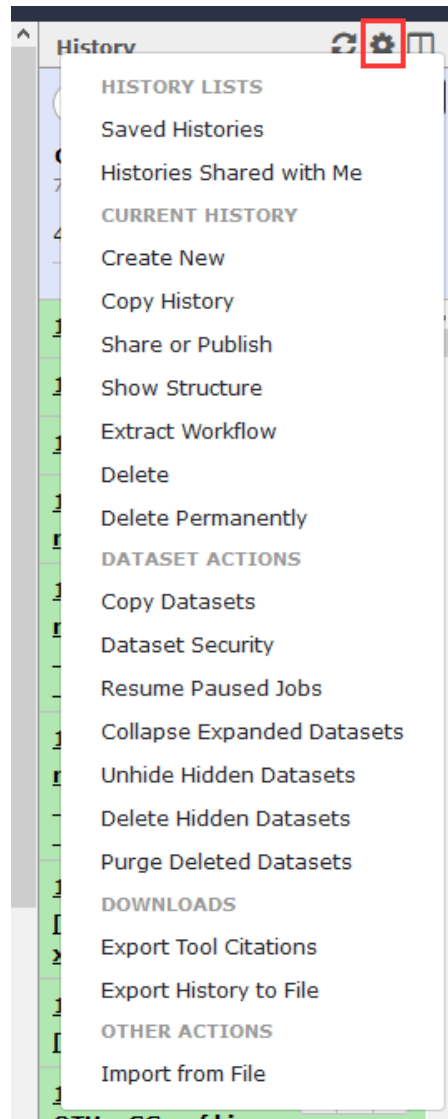 History
HISTORY LISTS
Saved Histories
Histories Shared with Me
CURRENT HISTORY
Create New
Copy History
Share or Publish
Show Structure
Extract Workflow
Delete
Delete Permanently
DATASET ACTIONS
Copy Datasets
Dataset Security
Resume Paused Jobs
Collapse Expanded Datasets
Unhide Hidden Datasets
Delete Hidden Datasets
Purge Deleted Datasets
DOWNLOADS
Export Tool Citations
Export History to File
OTHER ACTIONS
Import from File